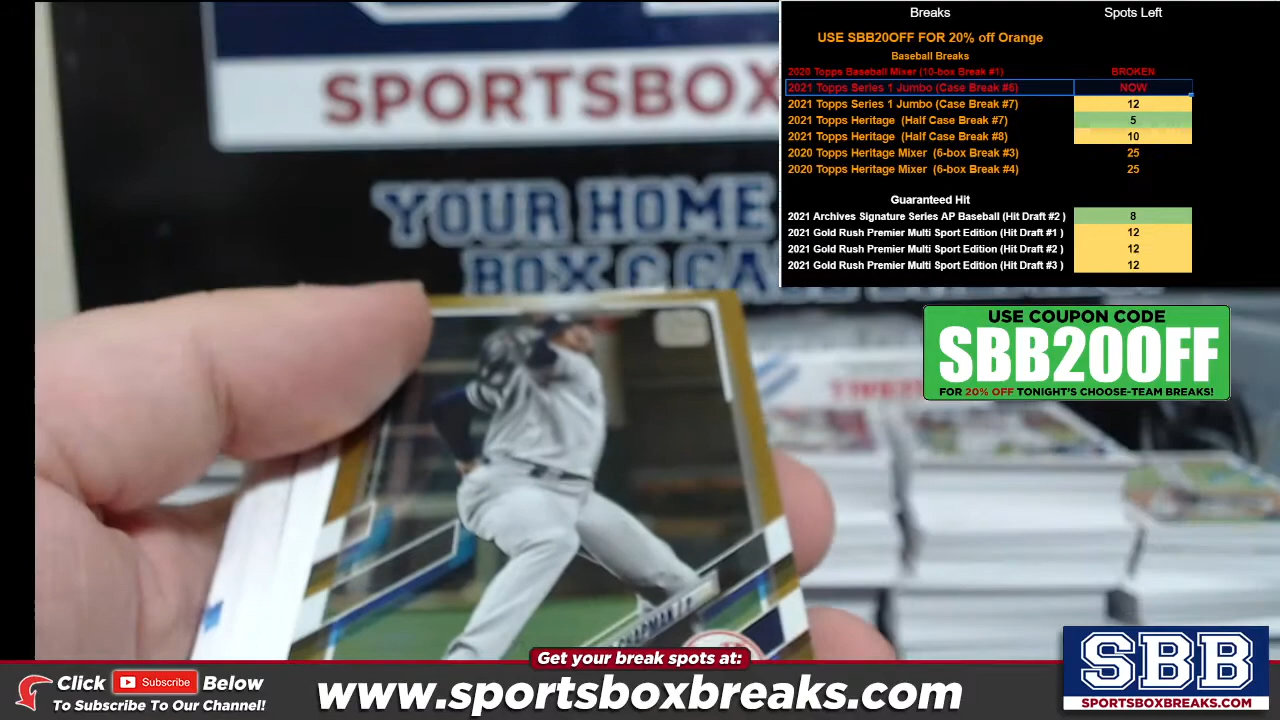 SPORTSBOX
YOUR HOME
BOX & CA
Breaks Spots Left
USE SBB20OFF FOR 20% off Orange
Baseball Breaks
2020 Topps Baseball Mixer (10-box Break #1) BROKEN
2021 Topps Series 1 Jumbo (Case Break #6) NOW
2021 Topps Series 1 Jumbo (Case Break #7) 12
2021 Topps Heritage (Half Case Break #7) 5
2021 Topps Heritage (Half Case Break #8) 10
2020 Topps Heritage Mixer (6-box Break #3) 25
2020 Topps Heritage Mixer (6-box Break #4) 25
Guaranteed Hit
2021 Archives Signature Series AP Baseball (Hit Draft #2 ) 8
2021 Gold Rush Premier Multi Sport Edition (Hit Draft #1 ) 12
2021 Gold Rush Premier Multi Sport Edition (Hit Draft #2 ) 12
2021 Gold Rush Premier Multi Sport Edition (Hit Draft #3 ) 12
USE COUPON CODE
SBB20OFF
FOR 20% OFF TONIGHT'S CHOOSE-TEAM BREAKS!
CHAPMAN
Get your break spots at:
Click Subscribe Below
To Subscribe To Our Channel!
www.sportsboxbreaks.com
SBB
SPORTSBOXBREAKS.COM